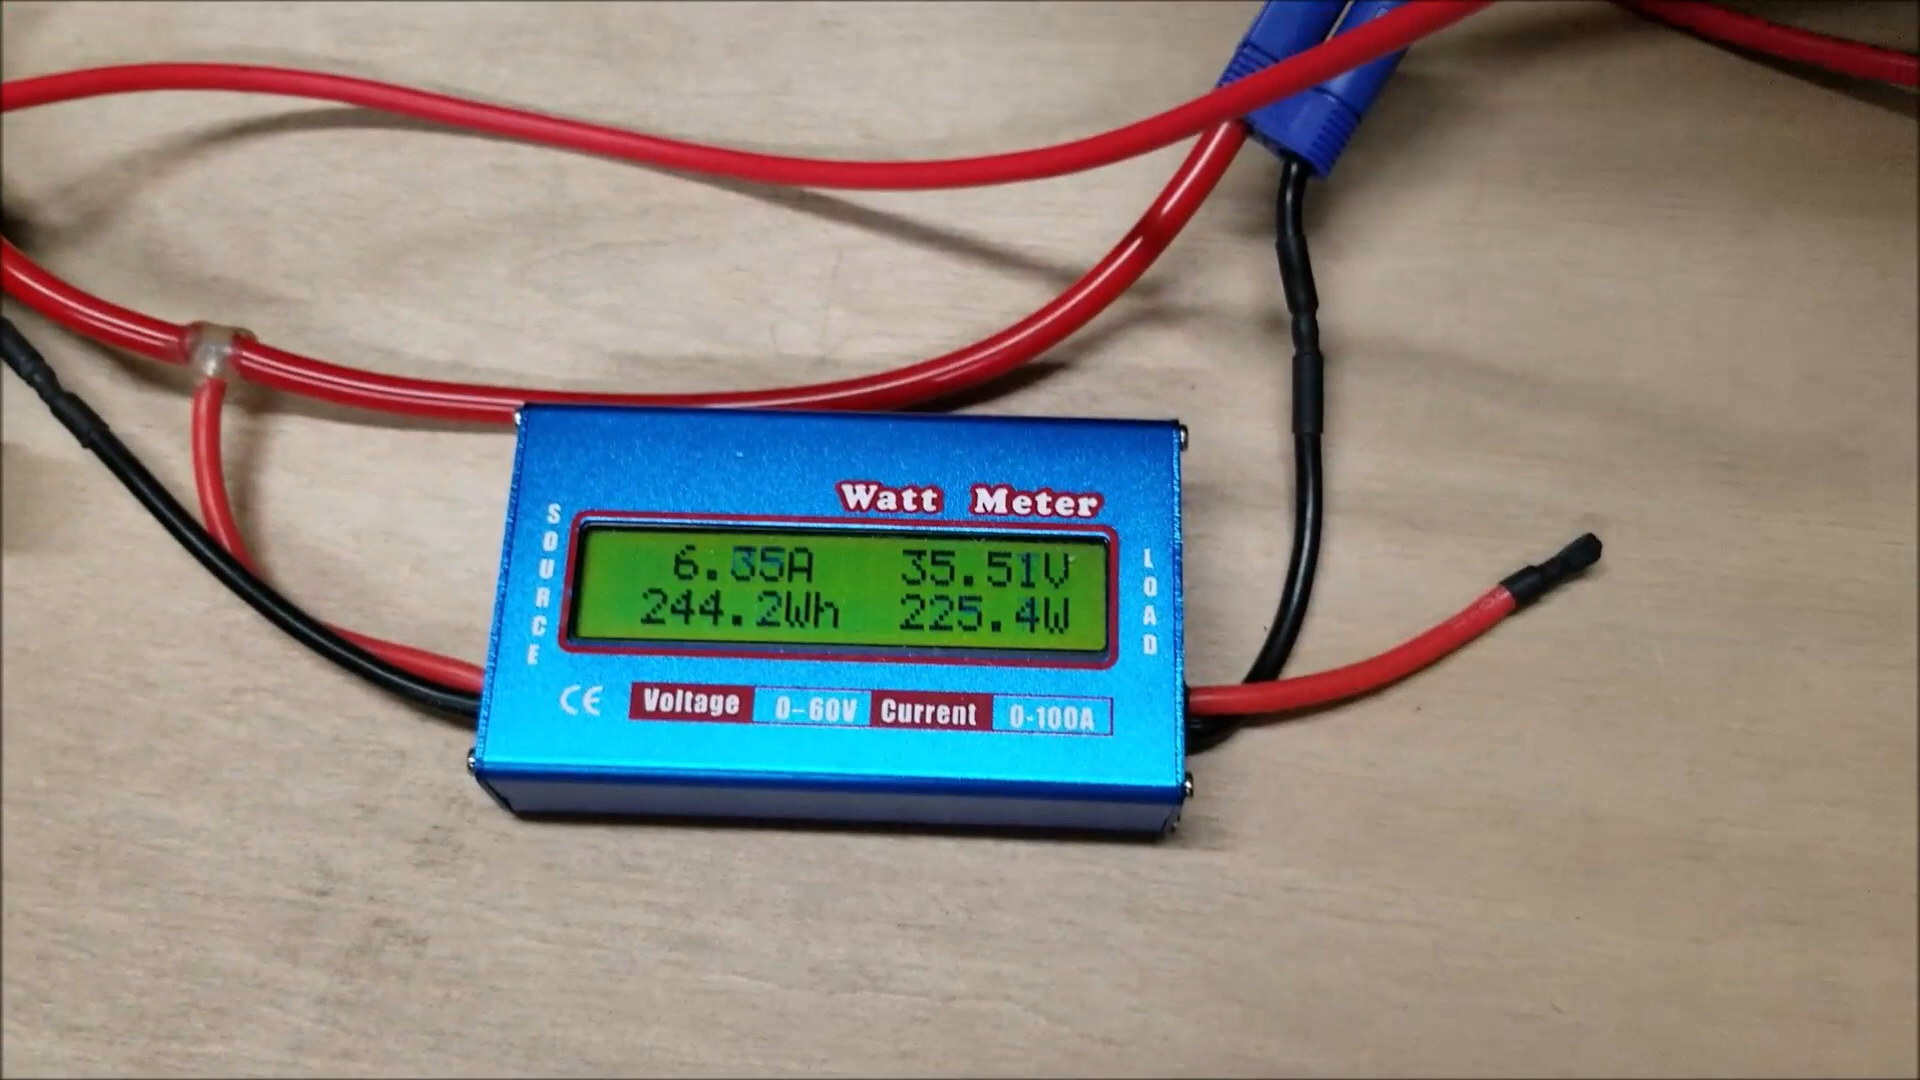 Watt Meter
SOURCE
6.35A 35.51V
244.2Wh 225.4W
LOAD
CE Voltage 0-60V Current 0-100A